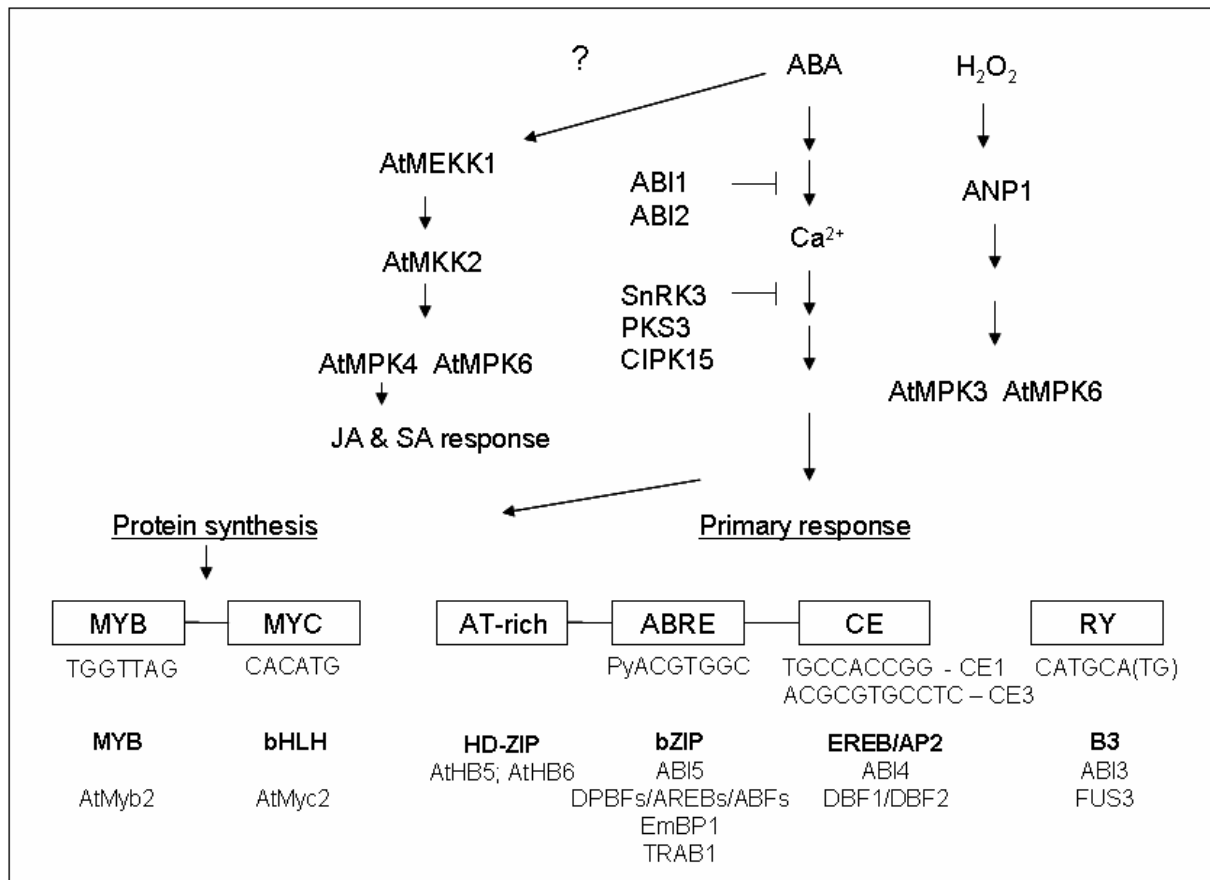 ?
ABA
H₂O₂
AtMEKK1
ABI1
ABI2
ANP1
Ca²⁺
AtMKK2
SnRK3
PKS3
CIPK15
AtMPK4 AtMPK6
AtMPK3 AtMPK6
JA & SA response
Protein synthesis
Primary response
MYB
MYC
AT-rich
ABRE
CE
RY
TGGTTAG
CACATG
PyACGTGGC
TGCCACCGG - CE1
ACGCGTGCCTC – CE3
CATGCA(TG)
MYB
bHLH
HD-ZIP
bZIP
EREB/AP2
B3
AtMyb2
AtMyc2
AtHB5; AtHB6
ABI5
DPBFs/AREBs/ABFs
EmBP1
TRAB1
ABI4
DBF1/DBF2
ABI3
FUS3